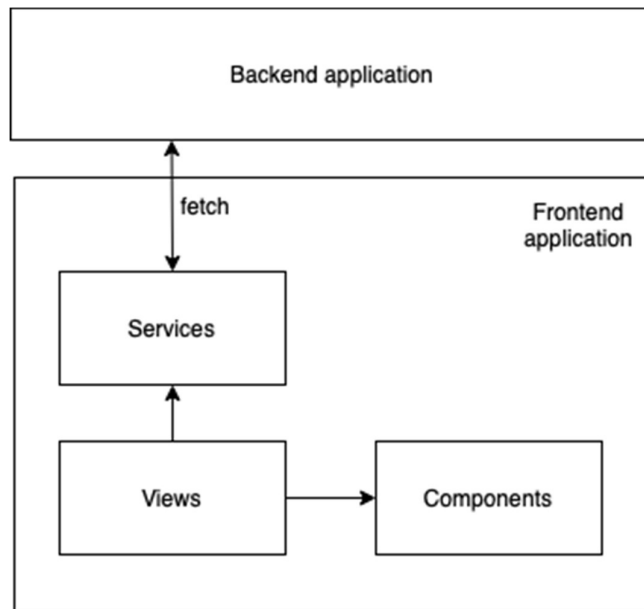 Backend application
fetch
Frontend
application
Services
Views
Components